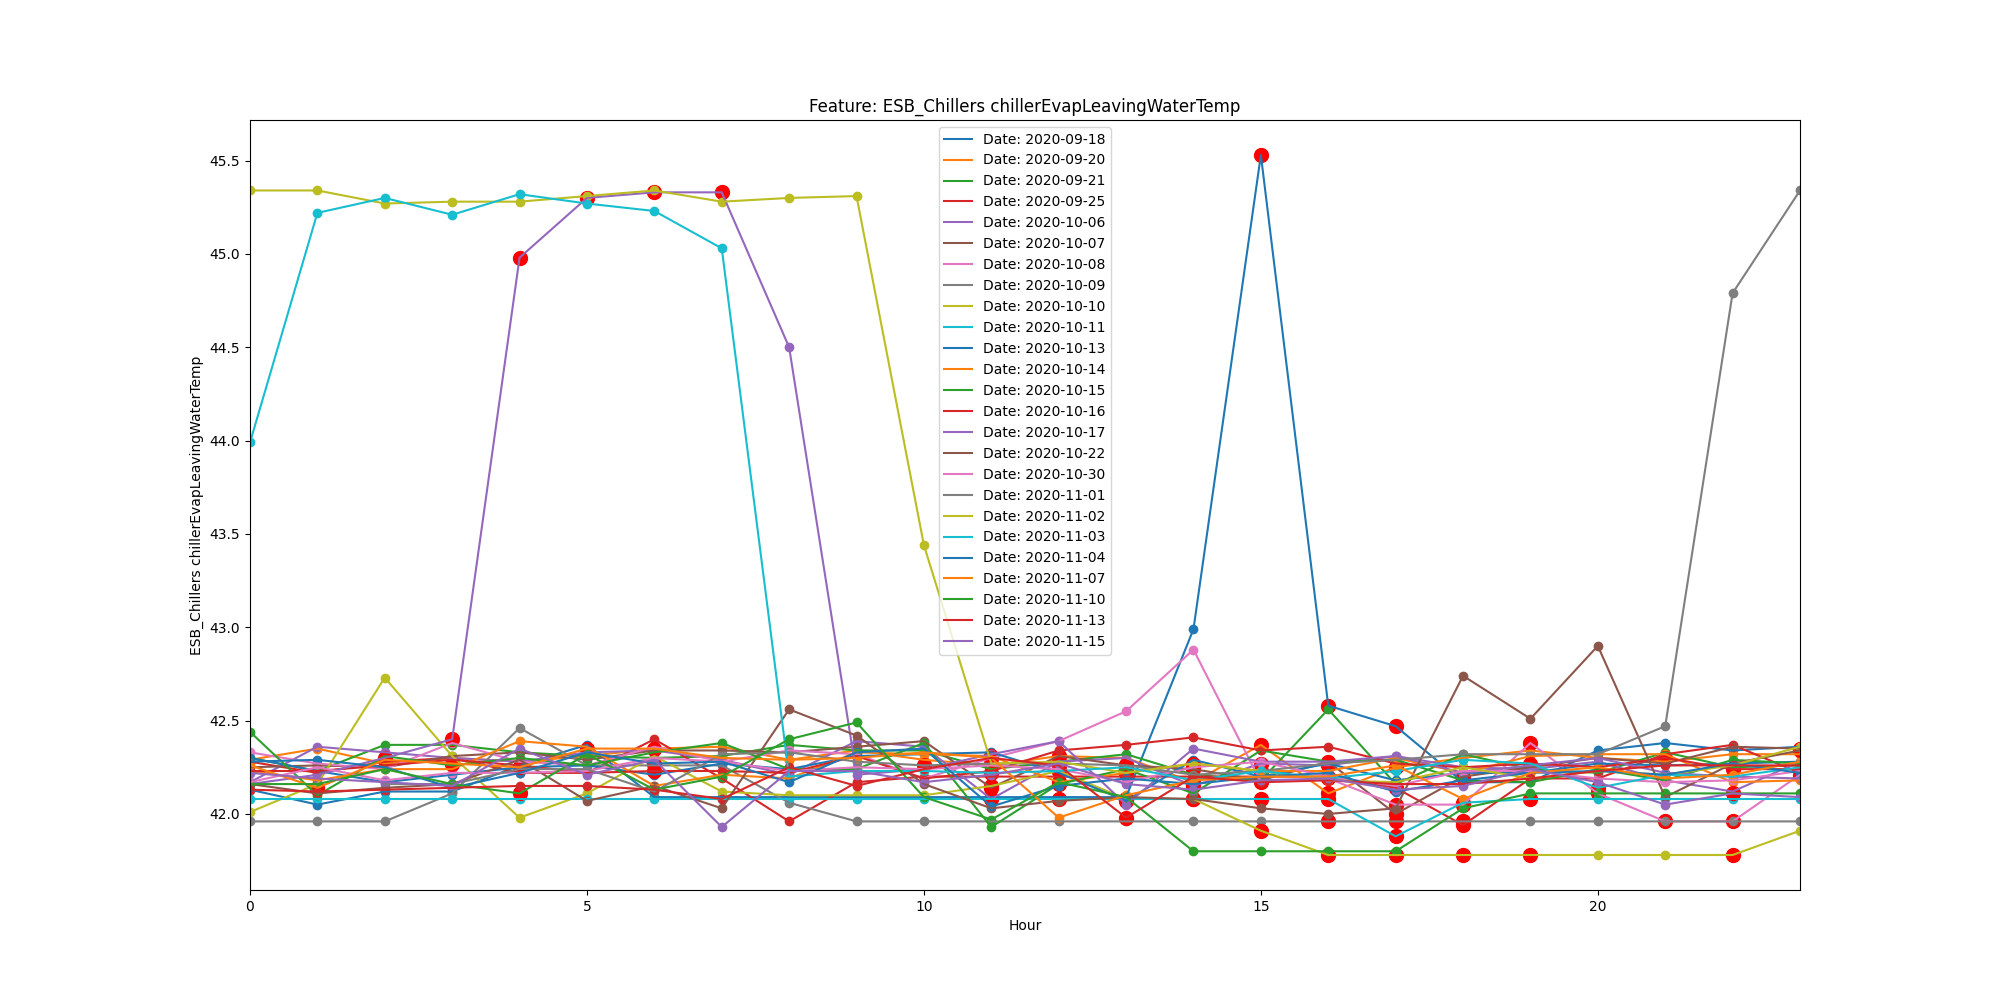 Feature: ESB_Chillers chillerEvapLeavingWaterTemp
45.5
45.0
44.5
44.0
43.5
43.0
42.5
42.0
ESB_Chillers chillerEvapLeavingWaterTemp
Date: 2020-09-18
Date: 2020-09-20
Date: 2020-09-21
Date: 2020-09-25
Date: 2020-10-06
Date: 2020-10-07
Date: 2020-10-08
Date: 2020-10-09
Date: 2020-10-10
Date: 2020-10-11
Date: 2020-10-13
Date: 2020-10-14
Date: 2020-10-15
Date: 2020-10-16
Date: 2020-10-17
Date: 2020-10-22
Date: 2020-10-30
Date: 2020-11-01
Date: 2020-11-02
Date: 2020-11-03
Date: 2020-11-04
Date: 2020-11-07
Date: 2020-11-10
Date: 2020-11-13
Date: 2020-11-15
0 5 10 15 20
Hour